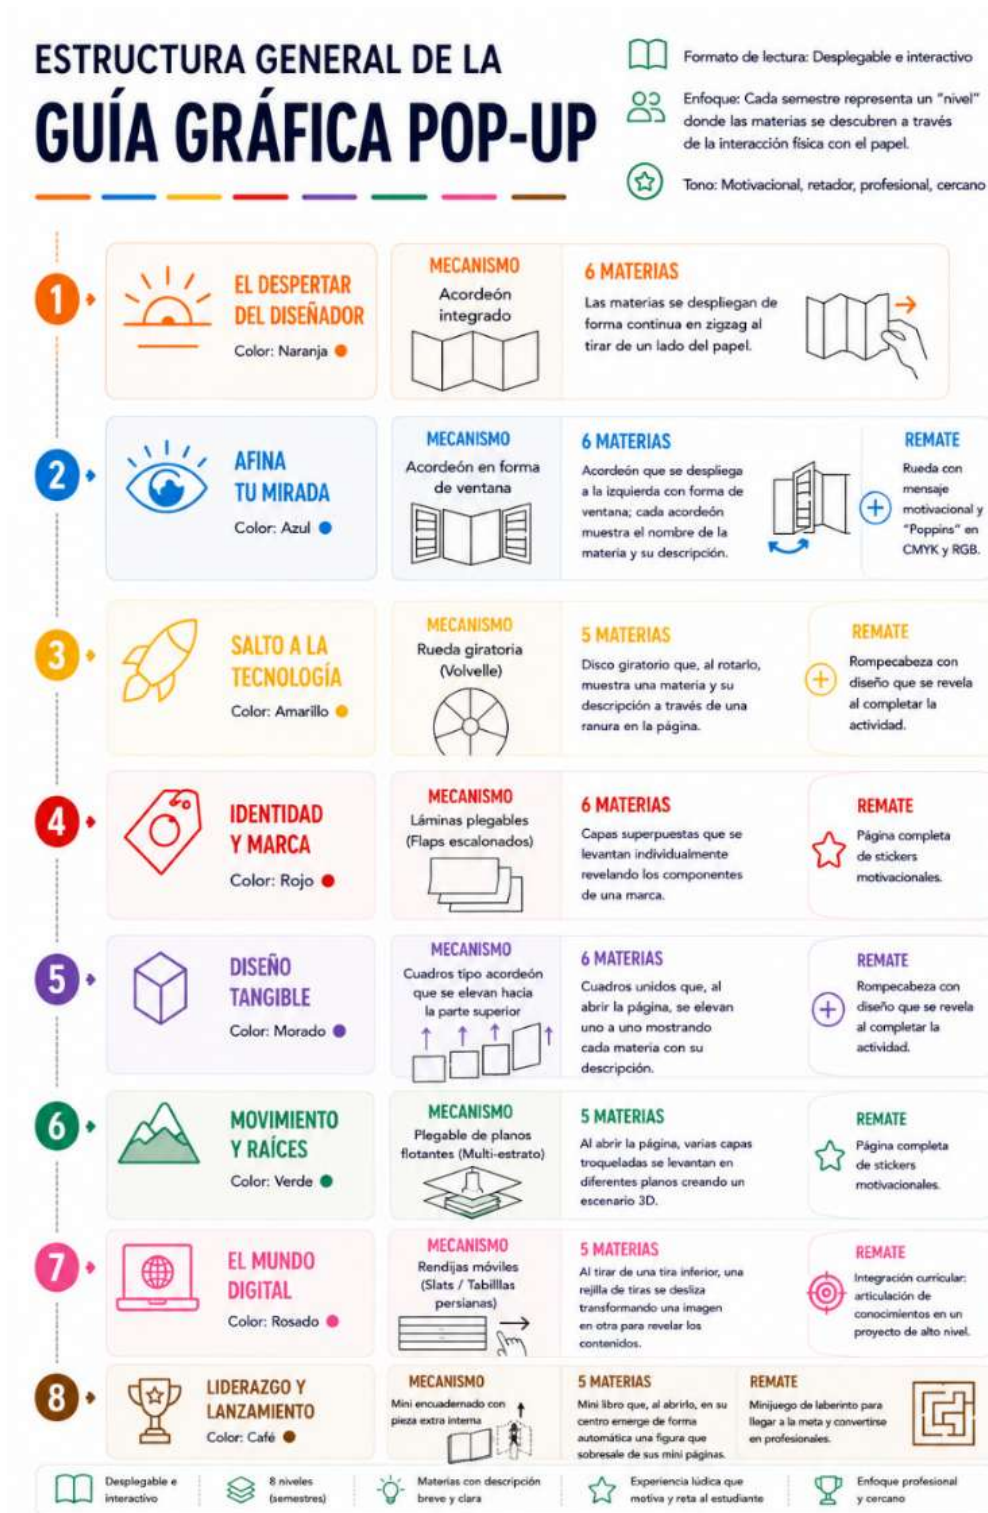 ESTRUCTURA GENERAL DE LA
GUÍA GRÁFICA POP-UP
Formato de lectura: Desplegable e interactivo
Enfoque: Cada semestre representa un "nivel"
donde las materias se descubren a través
de la interacción física con el papel.
Tono: Motivacional, retador, profesional, cercano
1
EL DESPERTAR
DEL DISEÑADOR
Color: Naranja
MECANISMO
Acordeón
integrado
6 MATERIAS
Las materias se despliegan de
forma continua en zigzag al
tirar de un lado del papel.
2
AFINA
TU MIRADA
Color: Azul
MECANISMO
Acordeón en forma
de ventana
6 MATERIAS
Acordeón que se despliega
a la izquierda con forma de
ventana; cada acordeón
muestra el nombre de la
materia y su descripción.
REMATE
Rueda con
mensaje
motivacional y
"Poppins" en
CMYK y RGB.
3
SALTO A LA
TECNOLOGÍA
Color: Amarillo
MECANISMO
Rueda giratoria
(Volvelle)
5 MATERIAS
Disco giratorio que, al rotarlo,
muestra una materia y su
descripción a través de una
ranura en la página.
REMATE
Rompecabeza con
diseño que se revela
al completar la
actividad.
4
IDENTIDAD
Y MARCA
Color: Rojo
MECANISMO
Láminas plegables
(Flaps escalonados)
6 MATERIAS
Capas superpuestas que se
levantan individualmente
revelando los componentes
de una marca.
REMATE
Página completa
de stickers
motivacionales.
5
DISEÑO
TANGIBLE
Color: Morado
MECANISMO
Cuadros tipo acordeón
que se elevan hacia
la parte superior
6 MATERIAS
Cuadros unidos que, al
abrir la página, se elevan
uno a uno mostrando
cada materia con su
descripción.
REMATE
Rompecabeza con
diseño que se revela
al completar la
actividad.
6
MOVIMIENTO
Y RAÍCES
Color: Verde
MECANISMO
Plegable de planos
flotantes (Multi-estrato)
5 MATERIAS
Al abrir la página, varias capas
troqueladas se levantan en
diferentes planos creando un
escenario 3D.
REMATE
Página completa
de stickers
motivacionales.
7
EL MUNDO
DIGITAL
Color: Rosado
MECANISMO
Rendijas móviles
(Slats / Tabilllas
persianas)
5 MATERIAS
Al tirar de una tira inferior, una
rejilla de tiras se desliza
transformando una imagen
en otra para revelar los
contenidos.
REMATE
Integración curricular:
articulación de
conocimientos en un
proyecto de alto nivel.
8
LIDERAZGO Y
LANZAMIENTO
Color: Café
MECANISMO
Mini encuadernado con
pieza extra interna
5 MATERIAS
Mini libro que, al abrirlo, en su
centro emerge de forma
automática una figura que
sobresale de sus mini páginas.
REMATE
Minijuego de laberinto para
llegar a la meta y convertirse
en profesionales.
Desplegable e
interactivo
8 niveles
(semestres)
Materias con descripción
breve y clara
Experiencia lúdica que
motiva y reta al estudiante
Enfoque profesional
y cercano